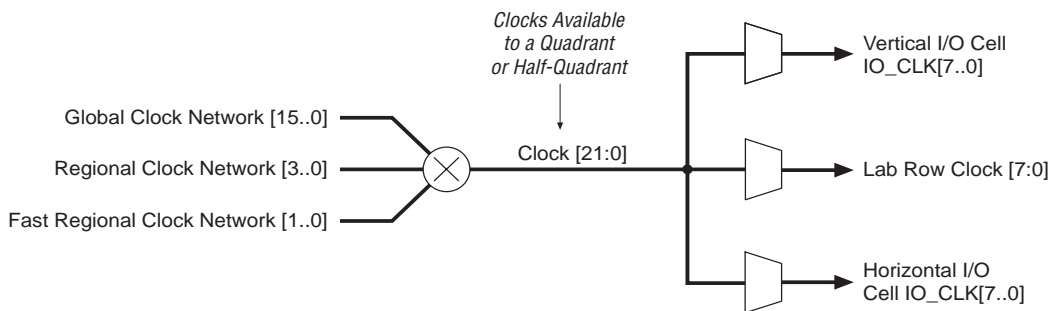 Clocks Available
to a Quadrant
or Half-Quadrant
Vertical I/O Cell
IO_CLK[7..0]
Global Clock Network [15..0]
Regional Clock Network [3..0]
Fast Regional Clock Network [1..0]
Clock [21:0]
Lab Row Clock [7:0]
Horizontal I/O
Cell IO_CLK[7..0]